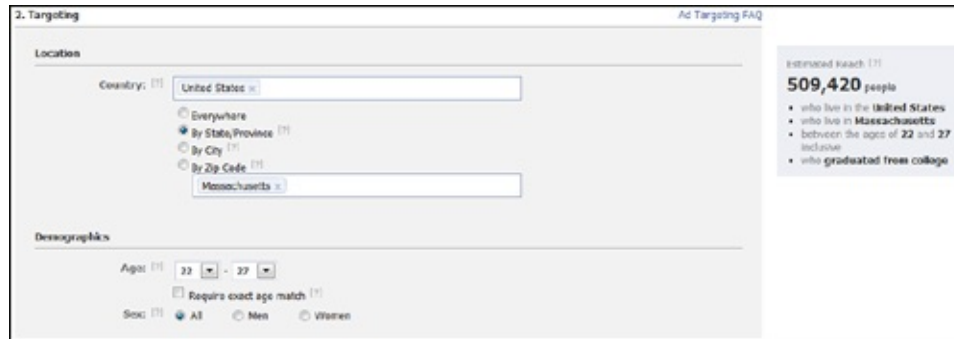 2. Targeting
Ad Targeting FAQ
Location
Country: [?]
United States ×
Everywhere
By State/Province [?]
By City [?]
By Zip Code [?]
Massachusetts ×
Demographics
Age: [?] 22 - 27
Require exact age match [?]
Sex: [?] All Men Women
Estimated Reach [?]
509,420 people
• who live in the United States
• who live in Massachusetts
• between the ages of 22 and 27
inclusive
• who graduated from college